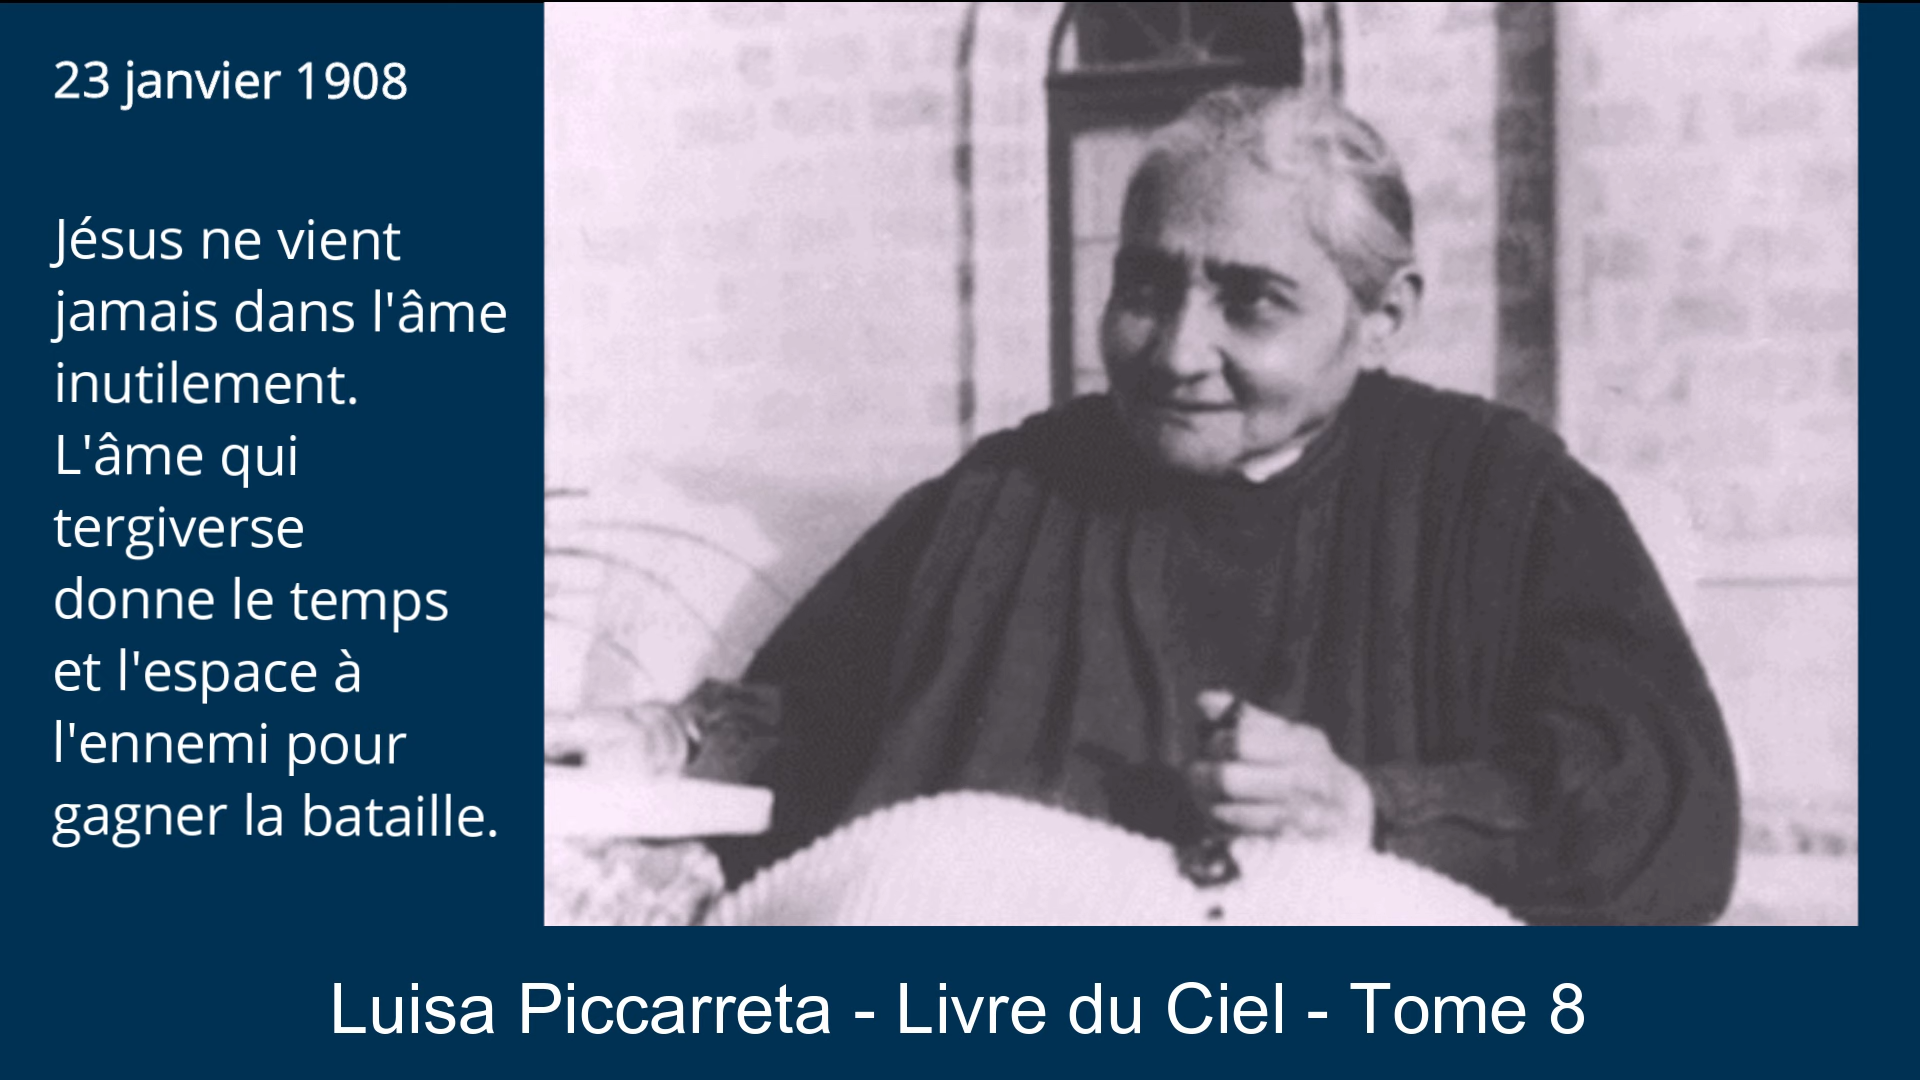 23 janvier 1908
Jésus ne vient
jamais dans l'âme
inutilement.
L'âme qui
tergiverse
donne le temps
et l'espace à
l'ennemi pour
gagner la bataille.
Luisa Piccarreta - Livre du Ciel - Tome 8